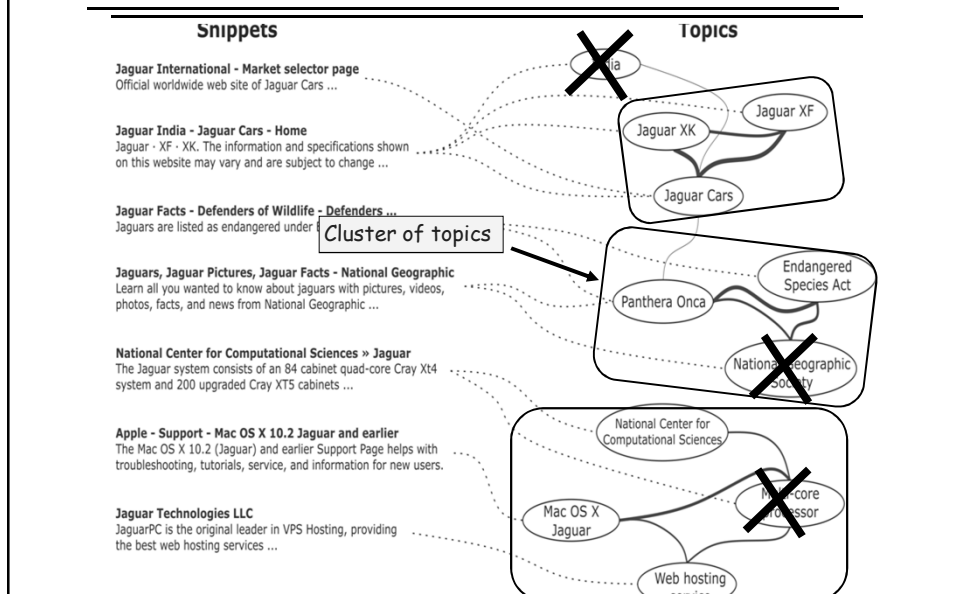 Snippets
Topics
Jaguar International - Market selector page
Official worldwide web site of Jaguar Cars ...
Jaguar India - Jaguar Cars - Home
Jaguar · XF · XK. The information and specifications shown
on this website may vary and are subject to change ...
Jaguar Facts - Defenders of Wildlife - Defenders ...
Jaguars are listed as endangered under
Cluster of topics
Jaguars, Jaguar Pictures, Jaguar Facts - National Geographic
Learn all you wanted to know about jaguars with pictures, videos,
photos, facts, and news from National Geographic ...
National Center for Computational Sciences » Jaguar
The Jaguar system consists of an 84 cabinet quad-core Cray Xt4
system and 200 upgraded Cray XT5 cabinets ...
Apple - Support - Mac OS X 10.2 Jaguar and earlier
The Mac OS X 10.2 (Jaguar) and earlier Support Page helps with
troubleshooting, tutorials, service, and information for new users.
Jaguar Technologies LLC
JaguarPC is the original leader in VPS Hosting, providing
the best web hosting services ...
Jaguar XF
Jaguar XK
Jaguar Cars
Endangered
Species Act
Panthera Onca
National Geographic
Society
National Center for
Computational Sciences
Multi-core
processor
Mac OS X
Jaguar
Web hosting
service